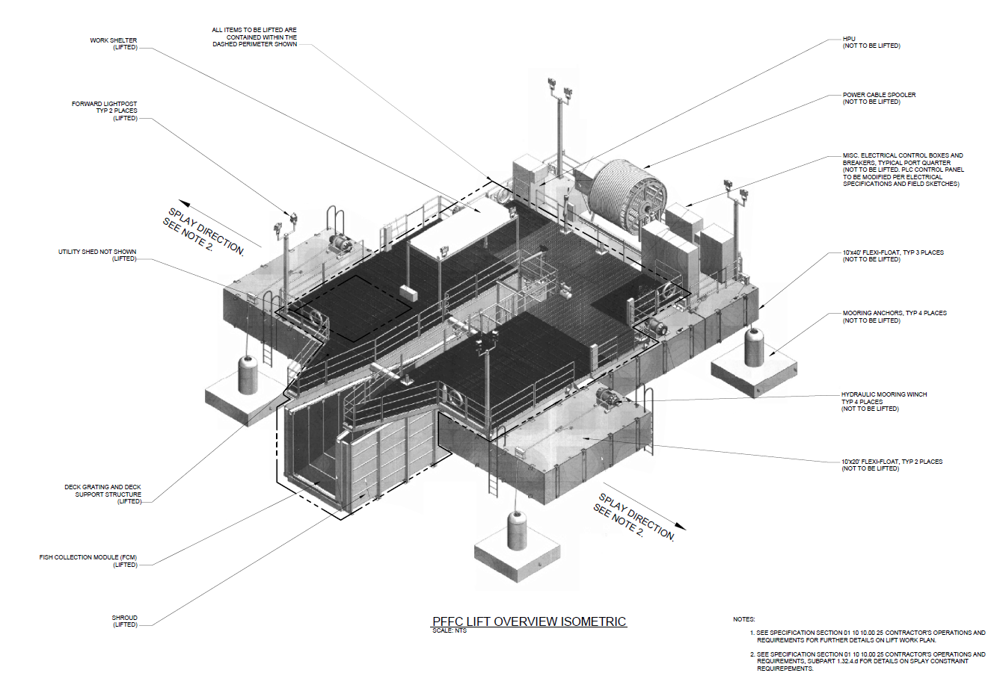 ALL ITEMS TO BE LIFTED ARE
CONTAINED WITHIN THE
DASHED PERIMETER SHOWN
WORK SHELTER
(LIFTED)
FORWARD LIGHTPOST
TYP 2 PLACES
(LIFTED)
SPLAY DIRECTION.
SEE NOTE 2.
UTILITY SHED NOT SHOWN
(LIFTED)
DECK GRATING AND DECK
SUPPORT STRUCTURE
(LIFTED)
FISH COLLECTION MODULE (FCM)
(LIFTED)
SHROUD
(LIFTED)
HPU
(NOT TO BE LIFTED)
POWER CABLE SPOOLER
(NOT TO BE LIFTED)
MISC. ELECTRICAL CONTROL BOXES AND
BREAKERS, TYPICAL PORT QUARTER
(NOT TO BE LIFTED. PLC CONTROL PANEL
TO BE MODIFIED PER ELECTRICAL
SPECIFICATIONS AND FIELD SKETCHES)
10'x40' FLEXI-FLOAT, TYP 3 PLACES
(NOT TO BE LIFTED)
MOORING ANCHORS, TYP 4 PLACES
(NOT TO BE LIFTED)
HYDRAULIC MOORING WINCH
TYP 4 PLACES
(NOT TO BE LIFTED)
10'x20' FLEXI-FLOAT, TYP 2 PLACES
(NOT TO BE LIFTED)
SPLAY DIRECTION.
SEE NOTE 2.
PFFC LIFT OVERVIEW ISOMETRIC
SCALE: NTS
NOTES:
1. SEE SPECIFICATION SECTION 01 10 10.00 25 CONTRACTOR'S OPERATIONS AND
REQUIREMENTS FOR FURTHER DETAILS ON LIFT WORK PLAN.
2. SEE SPECIFICATION SECTION 01 10 10.00 25 CONTRACTOR'S OPERATIONS AND
REQUIREMENTS, SUBPART 1.32.4.d FOR DETAILS ON SPLAY CONSTRAINT
REQUIREPEMENTS.